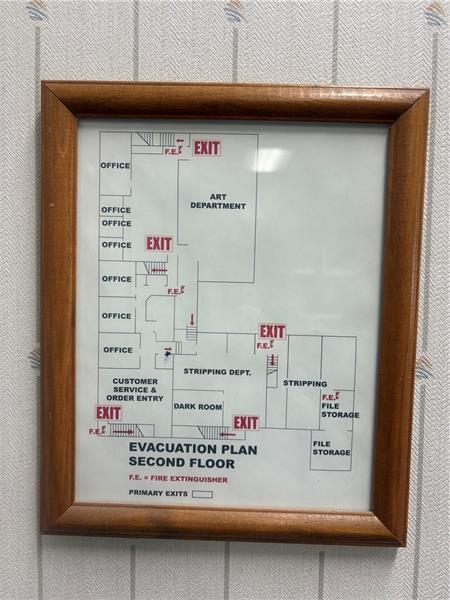 F.E.
EXIT
OFFICE
ART
DEPARTMENT
OFFICE
OFFICE
OFFICE
EXIT
OFFICE
F.E.
OFFICE
EXIT
F.E.
OFFICE
STRIPPING DEPT.
STRIPPING
CUSTOMER
SERVICE &
ORDER ENTRY
DARK ROOM
F.E.
FILE
STORAGE
EXIT
F.E.
EXIT
FILE
STORAGE
EVACUATION PLAN
SECOND FLOOR
F.E. = FIRE EXTINGUISHER
PRIMARY EXITS